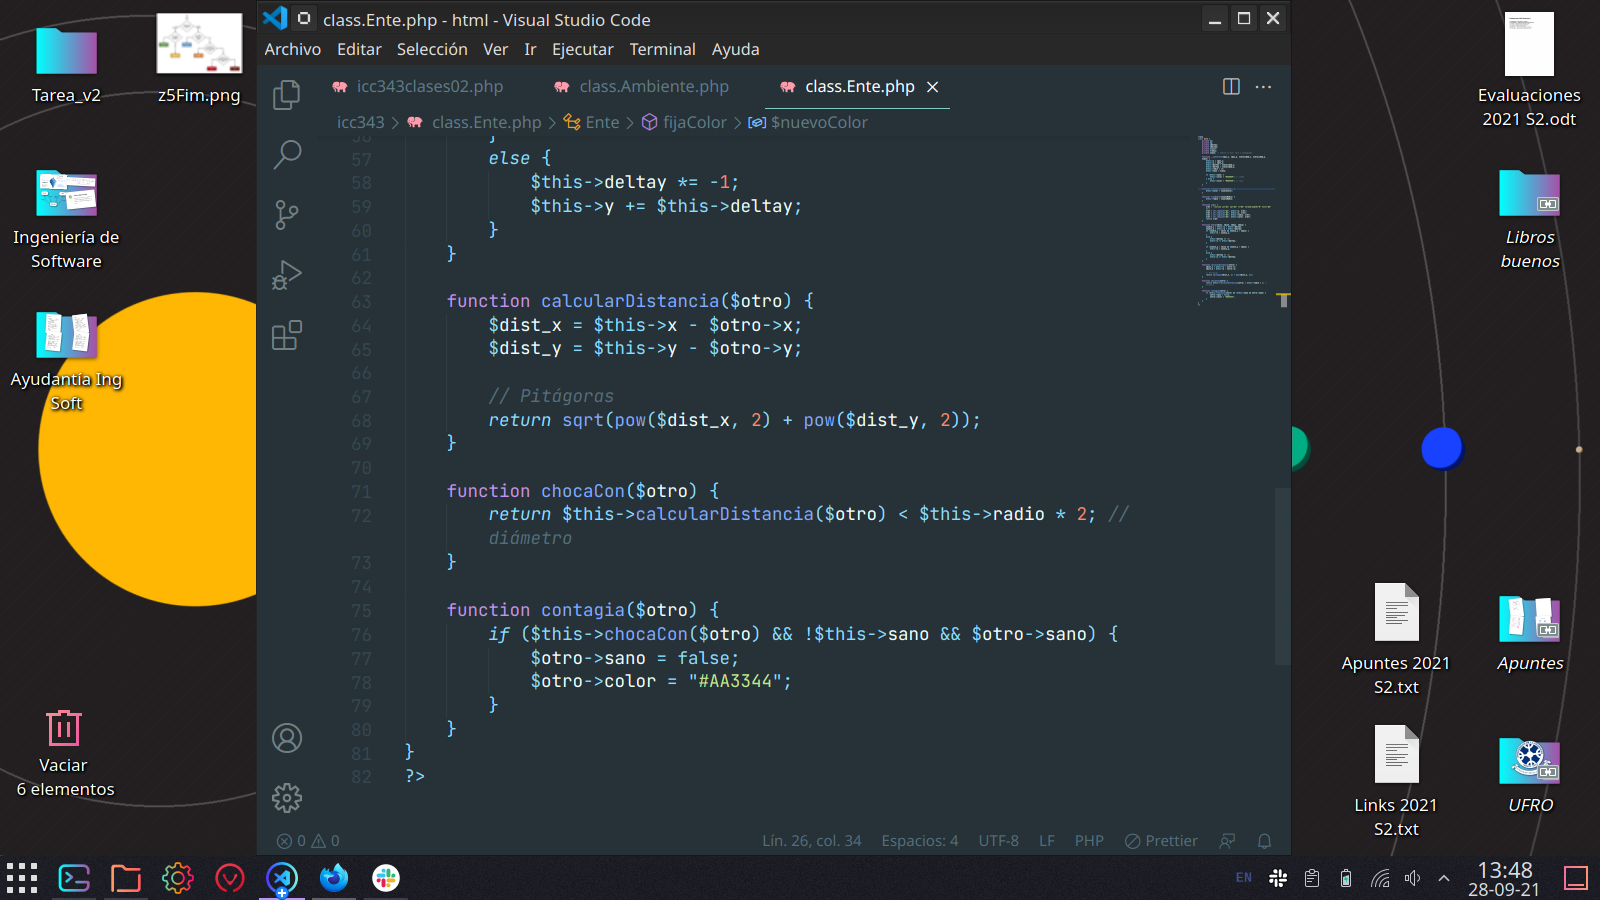 class.Ente.php - html - Visual Studio Code
Archivo Editar Selección Ver Ir Ejecutar Terminal Ayuda
icc343clases02.php class.Ambiente.php class.Ente.php
icc343 > class.Ente.php > Ente > fijaColor > $nuevoColor
56 }
57 else {
58 $this->deltay *= -1;
59 $this->y += $this->deltay;
60 }
61 }
62
63 function calcularDistancia($otro) {
64 $dist_x = $this->x - $otro->x;
65 $dist_y = $this->y - $otro->y;
66
67 // Pitágoras
68 return sqrt(pow($dist_x, 2) + pow($dist_y, 2));
69 }
70
71 function chocaCon($otro) {
72 return $this->calcularDistancia($otro) < $this->radio * 2; //
diámetro
73 }
74
75 function contagia($otro) {
76 if ($this->chocaCon($otro) && !$this->sano && $otro->sano) {
77 $otro->sano = false;
78 $otro->color = "#AA3344";
79 }
80 }
81 }
82 ?>
0 0 Lín. 26, col. 34 Espacios: 4 UTF-8 LF PHP Prettier
Tarea_v2
z5Fim.png
Ingeniería de
Software
Ayudantía Ing
Soft
Vaciar
6 elementos
Evaluaciones
2021 S2.odt
Libros
buenos
Apuntes 2021
S2.txt
Apuntes
Links 2021
S2.txt
UFRO
EN
13:48
28-09-21